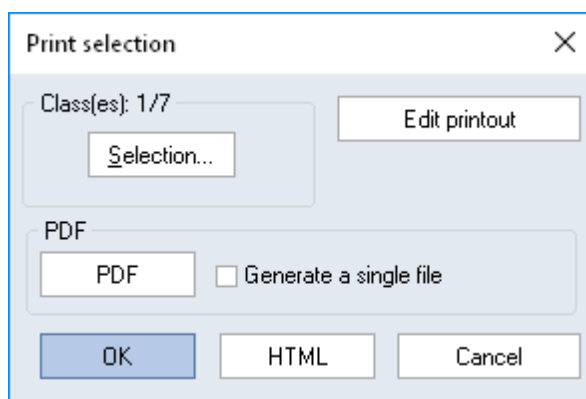 Print selection
Class(es): 1/7
Selection...
Edit printout
PDF
PDF
Generate a single file
OK
HTML
Cancel